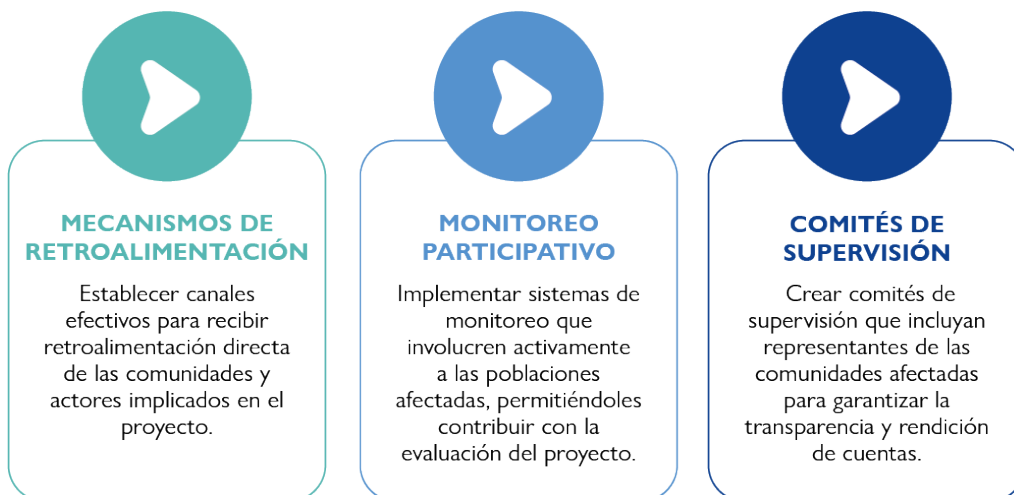 MECANISMOS DE
RETROALIMENTACIÓN
Establecer canales
efectivos para recibir
retroalimentación directa
de las comunidades y
actores implicados en el
proyecto.
MONITOREO
PARTICIPATIVO
Implementar sistemas de
monitoreo que
involucren activamente
a las poblaciones
afectadas, permitiéndoles
contribuir con la
evaluación del proyecto.
COMITÉS DE
SUPERVISIÓN
Crear comités de
supervisión que incluyan
representantes de las
comunidades afectadas
para garantizar la
transparencia y rendición
de cuentas.